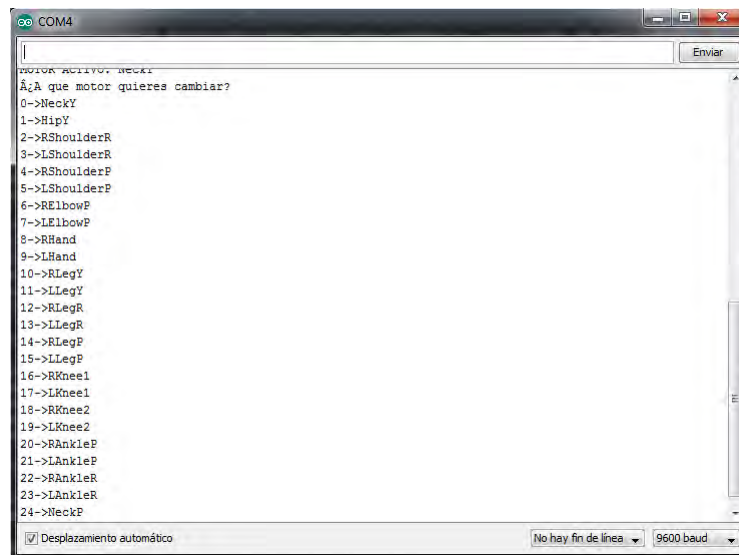 COM4
Enviar
MOTOR ACTIVO: NeckY
Â¿A que motor quieres cambiar?
0->NeckY
1->HipY
2->RShoulderR
3->LShoulderR
4->RShoulderP
5->LShoulderP
6->RElbowP
7->LElbowP
8->RHand
9->LHand
10->RLegY
11->LLegY
12->RLegR
13->LLegR
14->RLegP
15->LLegP
16->RKnee1
17->LKnee1
18->RKnee2
19->LKnee2
20->RAnkleP
21->LAnkleP
22->RAnkleR
23->LAnkleR
24->NeckP
Desplazamiento automático
No hay fin de línea
9600 baud